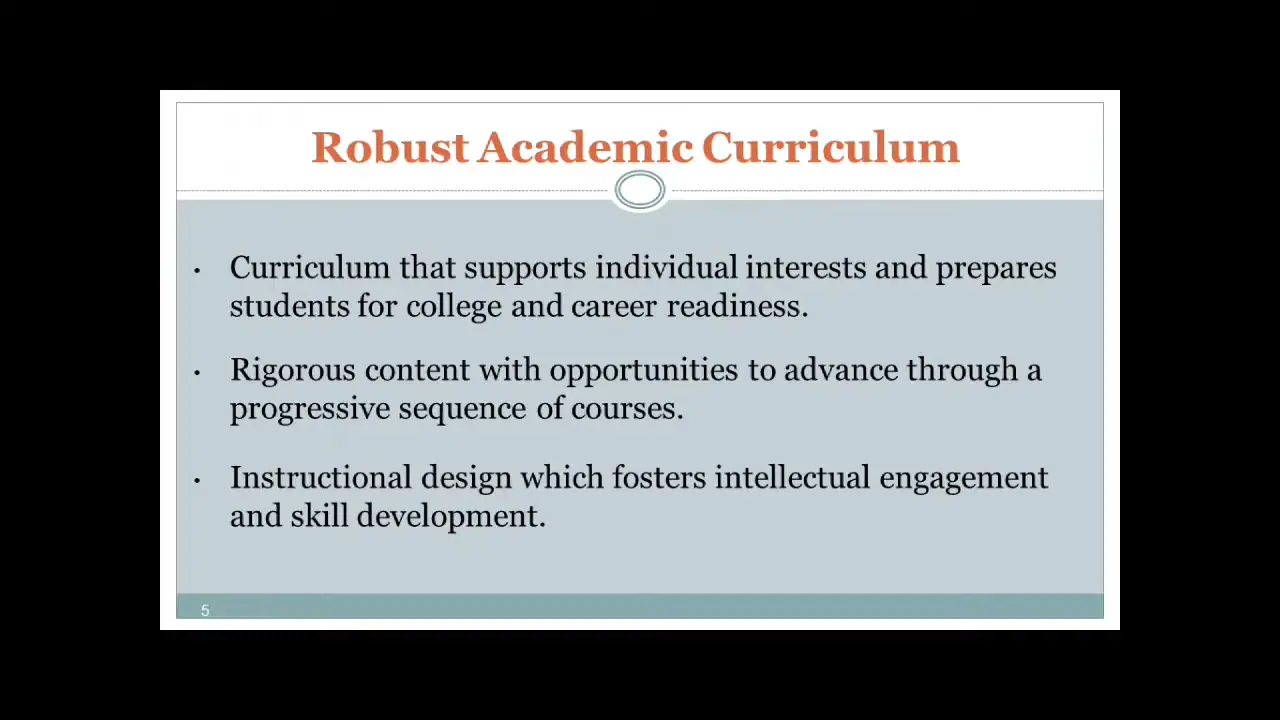 Robust Academic Curriculum
• Curriculum that supports individual interests and prepares
students for college and career readiness.
• Rigorous content with opportunities to advance through a
progressive sequence of courses.
• Instructional design which fosters intellectual engagement
and skill development.
5